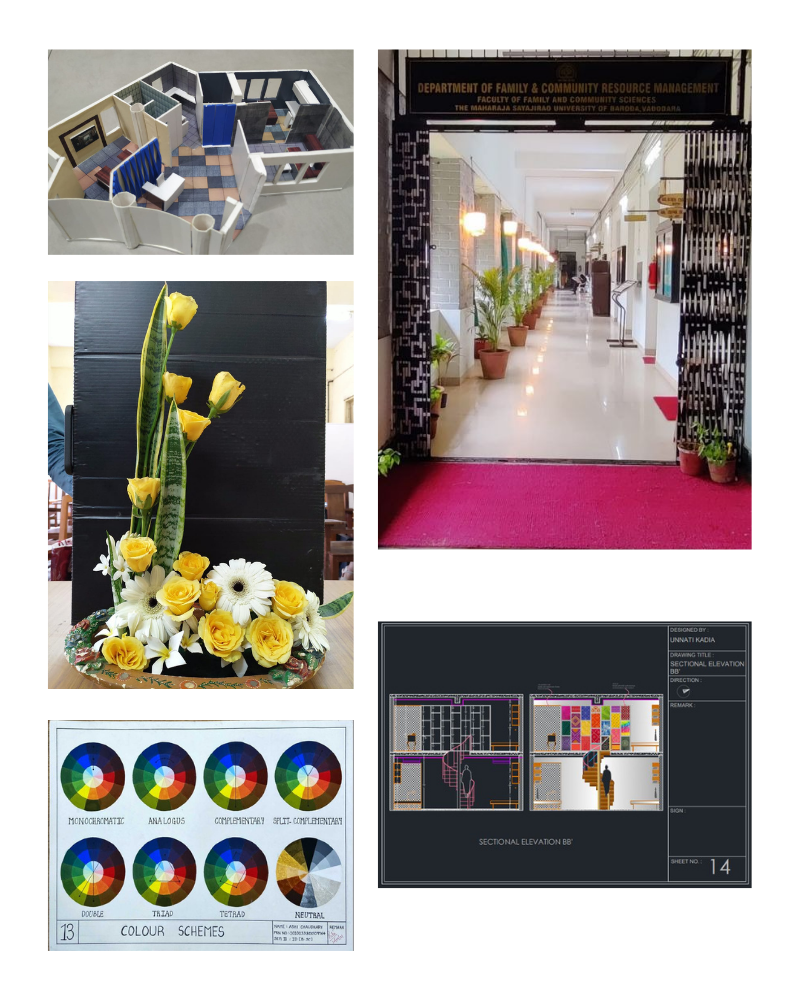 DEPARTMENT OF FAMILY & COMMUNITY RESOURCE MANAGEMENT
FACULTY OF FAMILY AND COMMUNITY SCIENCES
THE MAHARAJA SAYAJIRAO UNIVERSITY OF BARODA, VADODARA
DESIGNED BY :
UNNATI KADIA
DRAWING TITLE :
SECTIONAL ELEVATION
BB'
DIRECTION :
REMARK :
SECTIONAL ELEVATION BB'
SIGN :
SHEET NO. : 14
MONOCHROMATIC ANALOGUS COMPLEMENTARY SPLIT-COMPLEMENTARY
DOUBLE TRIAD TETRAD NEUTRAL
13 COLOUR SCHEMES
NAME :
REMARK